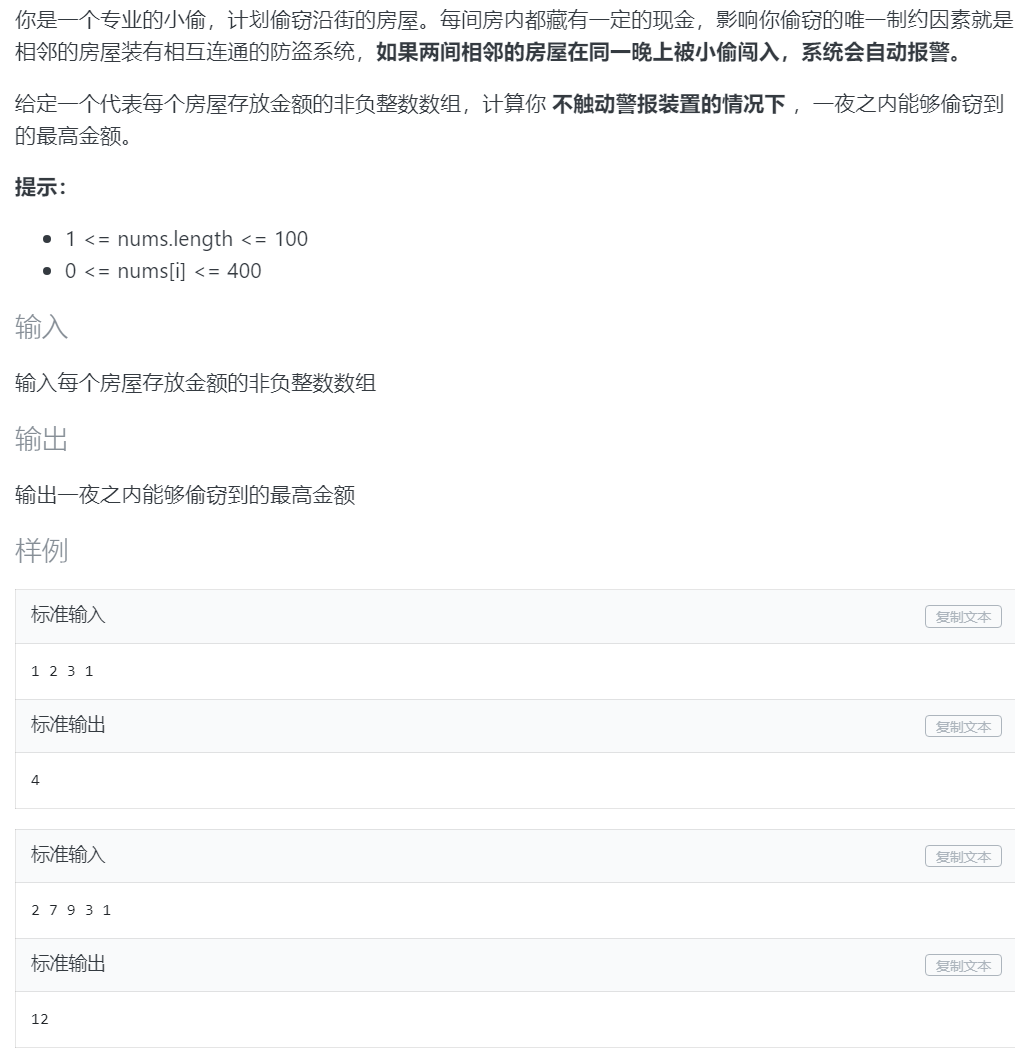 你是一个专业的小偷，计划偷窃沿街的房屋。每间房内都藏有一定的现金，影响你偷窃的唯一制约因素就是
相邻的房屋装有相互连通的防盗系统，如果两间相邻的房屋在同一晚上被小偷闯入，系统会自动报警。
给定一个代表每个房屋存放金额的非负整数数组，计算你 不触动警报装置的情况下 ，一夜之内能够偷窃到
的最高金额。
提示：
• 1 <= nums.length <= 100
• 0 <= nums[i] <= 400
输入
输入每个房屋存放金额的非负整数数组
输出
输出一夜之内能够偷窃到的最高金额
样例
标准输入 复制文本
1 2 3 1
标准输出 复制文本
4
标准输入 复制文本
2 7 9 3 1
标准输出 复制文本
12